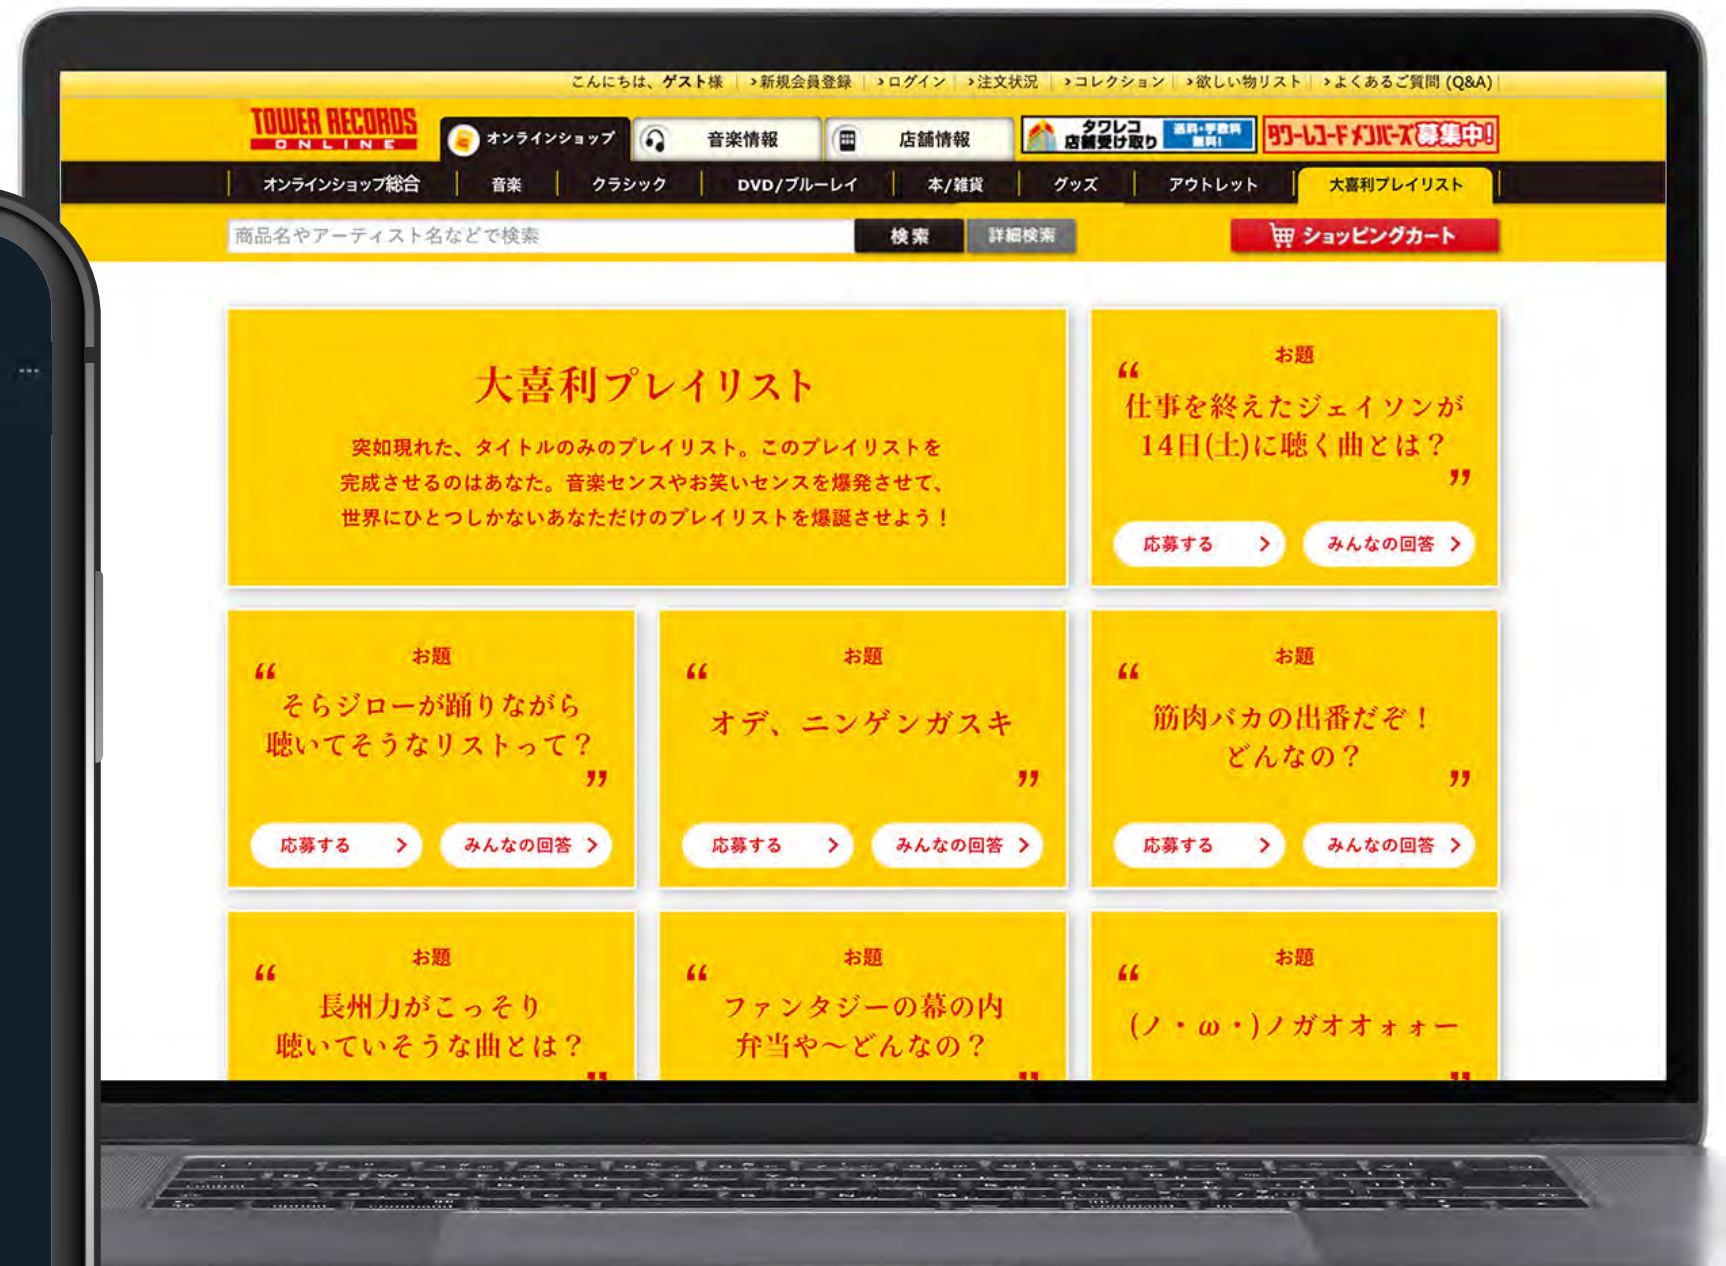 こんにちは、ゲスト様 | ›新規会員登録 | ›ログイン | ›注文状況 | ›コレクション | ›欲しい物リスト | ›よくあるご質問 (Q&A) |
TOWER RECORDS
ONLINE
オンラインショップ
音楽情報
店舗情報
タワレコ
店舗受け取り
送料・手数料
無料!
タワーレコードメンバーズ募集中!
オンラインショップ総合
音楽
クラシック
DVD/ブルーレイ
本/雑貨
グッズ
アウトレット
大喜利プレイリスト
商品名やアーティスト名などで検索
検索
詳細検索
ショッピングカート
大喜利プレイリスト
突如現れた、タイトルのみのプレイリスト。このプレイリストを
完成させるのはあなた。音楽センスやお笑いセンスを爆発させて、
世界にひとつしかないあなただけのプレイリストを爆誕させよう！
お題
“仕事を終えたジェイソンが
14日(土)に聴く曲とは？”
応募する >
みんなの回答 >
お題
“そらジローが踊りながら
聴いてそうなリストって？”
応募する >
みんなの回答 >
お題
“オデ、ニンゲンガスキ”
応募する >
みんなの回答 >
お題
“筋肉バカの出番だぞ！
どんなの？”
応募する >
みんなの回答 >
お題
“長州力がこっそり
聴いていそうな曲とは？”
お題
“ファンタジーの幕の内
弁当や～どんなの？”
お題
“(ノ・ω・)ノガオオォォー”